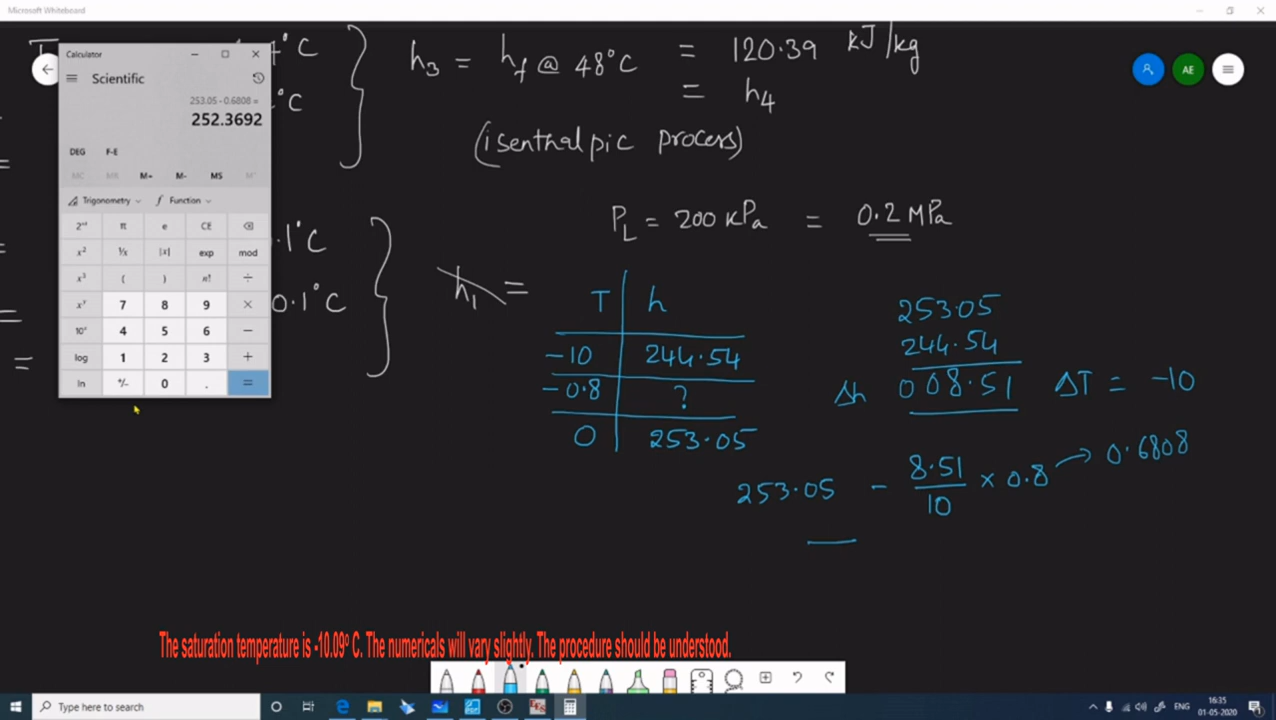 Microsoft Whiteboard
Calculator
Scientific
253.05 - 0.6808 =
252.3692
DEG F-E
MC MR M+ M- MS M˅
Trigonometry Function
2ⁿᵈ π e CE
x² ¹/x |x| exp mod
x³ ( ) n! ÷
xʸ 7 8 9 ×
10ˣ 4 5 6 −
log 1 2 3 +
ln +/- 0 . =
°C
°C
.1°C
0.1°C
h3 = hf @ 48°C = 120.39 kJ/kg
= h4
(isenthalpic process)
PL = 200 KPa = 0.2 MPa
AE
h1 =
T h
-10 244.54
-0.8 ?
0 253.05
253.05
244.54
Δh 008.51 ΔT = -10
253.05 - 8.51/10 × 0.8 → 0.6808
The saturation temperature is -10.09⁰ C. The numericals will vary slightly. The procedure should be understood.
Type here to search
ENG
16:35
01-05-2020